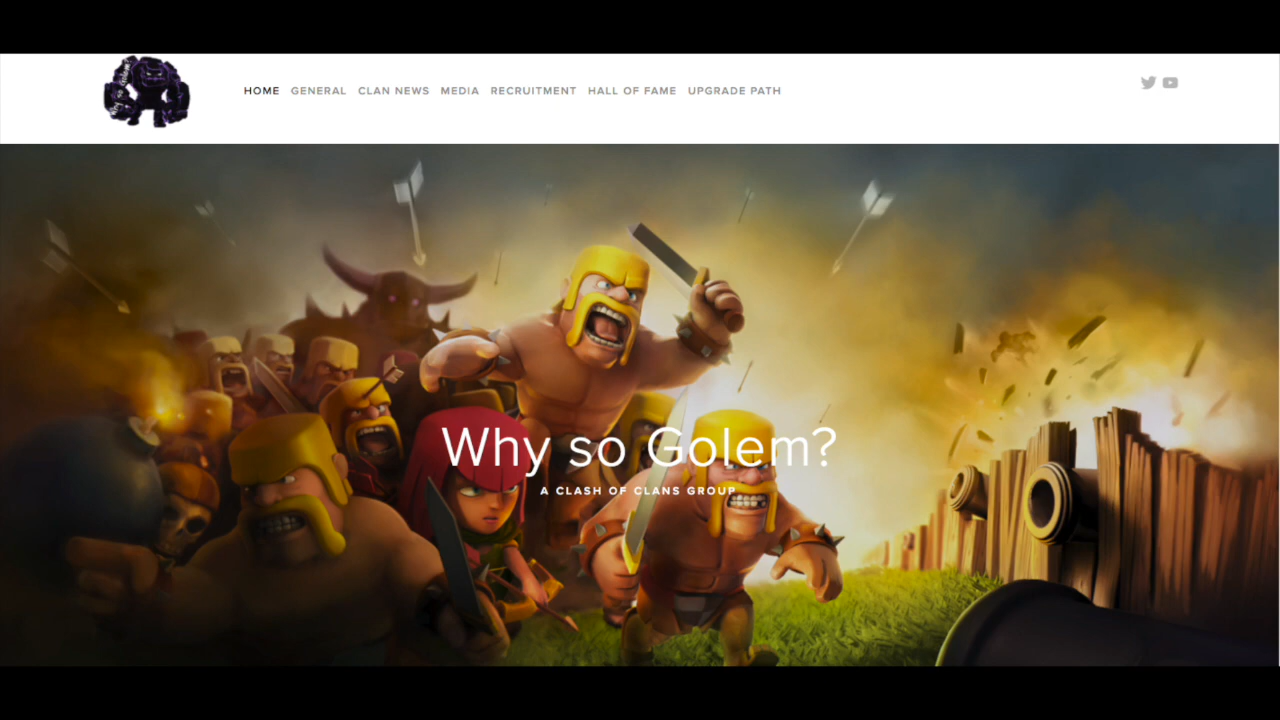 HOME GENERAL CLAN NEWS MEDIA RECRUITMENT HALL OF FAME UPGRADE PATH
Why so Golem?
A CLASH OF CLANS GROUP